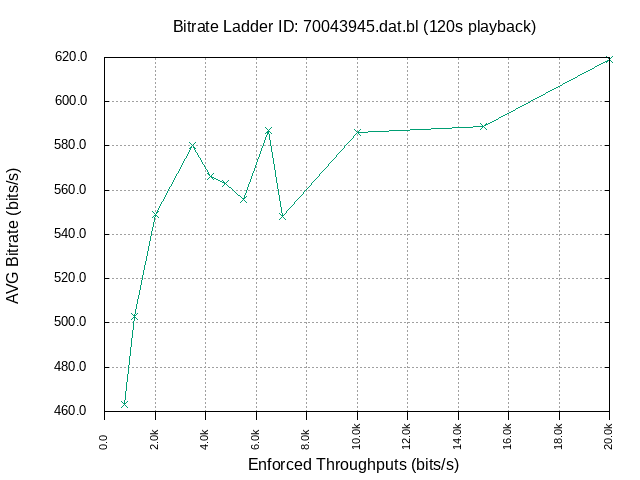 Bitrate Ladder ID: 70043945.dat.bl (120s playback)
620.0
600.0
580.0
560.0
540.0
520.0
500.0
480.0
460.0
AVG Bitrate (bits/s)
0.0
2.0k
4.0k
6.0k
8.0k
10.0k
12.0k
14.0k
16.0k
18.0k
20.0k
Enforced Throughputs (bits/s)